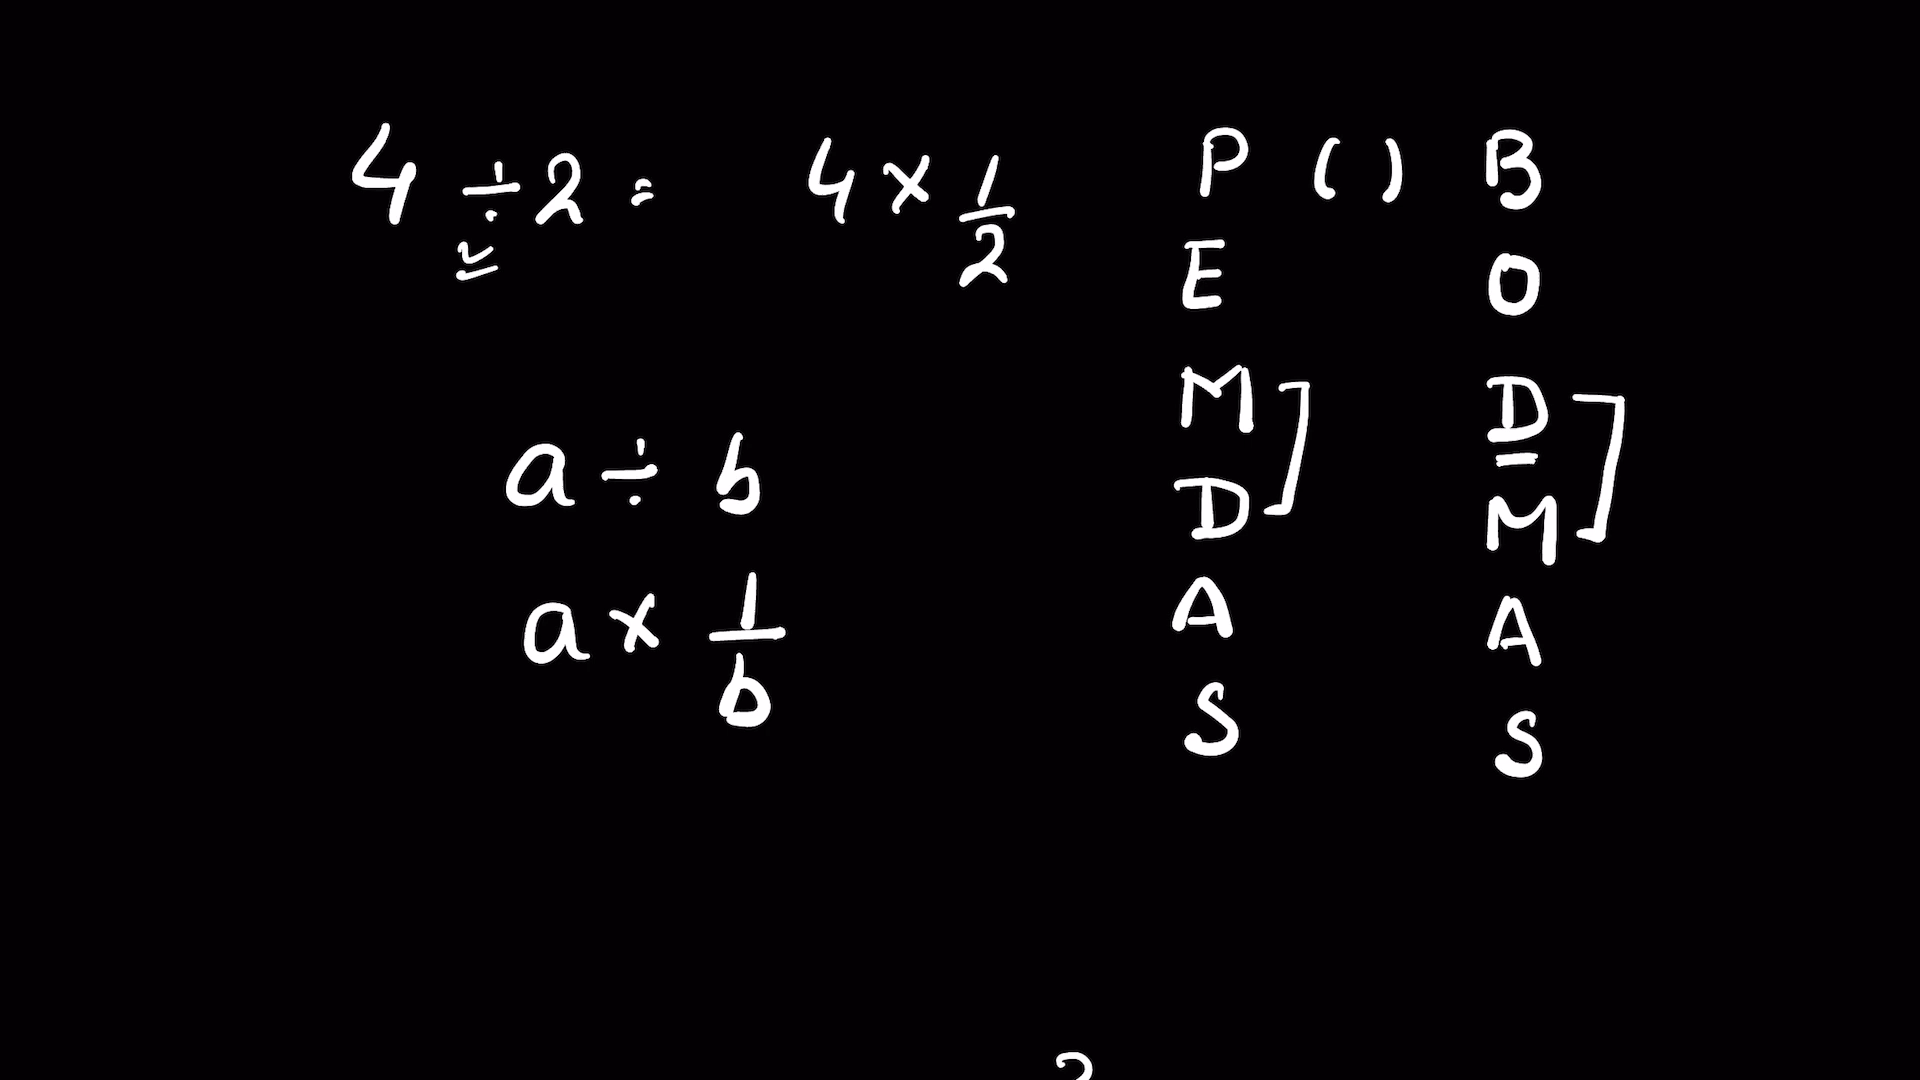 4 ÷ 2 = 4 × 1/2
a ÷ b
a × 1/b
P ( )
E
M ]
D
A
S
B
O
D ]
M
A
S